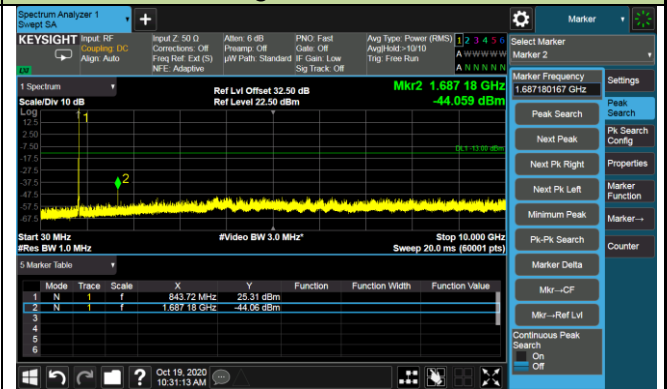 Spectrum Analyzer 1
Swept SA
+
Marker
KEYSIGHT
Input: RF
Coupling: DC
Align: Auto
Input Z: 50 Ω
Corrections: Off
Freq Ref: Ext (S)
NFE: Adaptive
Atten: 6 dB
Preamp: Off
µW Path: Standard
PNO: Fast
Gate: Off
IF Gain: Low
Sig Track: Off
Avg Type: Power (RMS)
Avg|Hold:>10/10
Trig: Free Run
1 2 3 4 5 6
A W W W W W
A N N N N N
Select Marker
Marker 2
1 Spectrum
Scale/Div 10 dB
Ref Lvl Offset 32.50 dB
Ref Level 22.50 dBm
Mkr2 1.687 18 GHz
-44.059 dBm
Log
12.5
2.50
-7.50
-17.5
-27.5
-37.5
-47.5
-57.5
-67.5
1
2
DL1 -13.00 dBm
Start 30 MHz
#Res BW 1.0 MHz
#Video BW 3.0 MHz*
Stop 10.000 GHz
Sweep 20.0 ms (60001 pts)
5 Marker Table
Mode Trace Scale X Y Function Function Width Function Value
1 N 1 f 843.72 MHz 25.31 dBm
2 N 1 f 1.687 18 GHz -44.06 dBm
3
4
5
6
Marker Frequency
1.687180167 GHz
Peak Search
Next Peak
Next Pk Right
Next Pk Left
Minimum Peak
Pk-Pk Search
Marker Delta
Mkr→CF
Mkr→Ref Lvl
Continuous Peak
Search
On
Off
Settings
Peak
Search
Pk Search
Config
Properties
Marker
Function
Marker→
Counter
?
Oct 19, 2020
10:31:13 AM